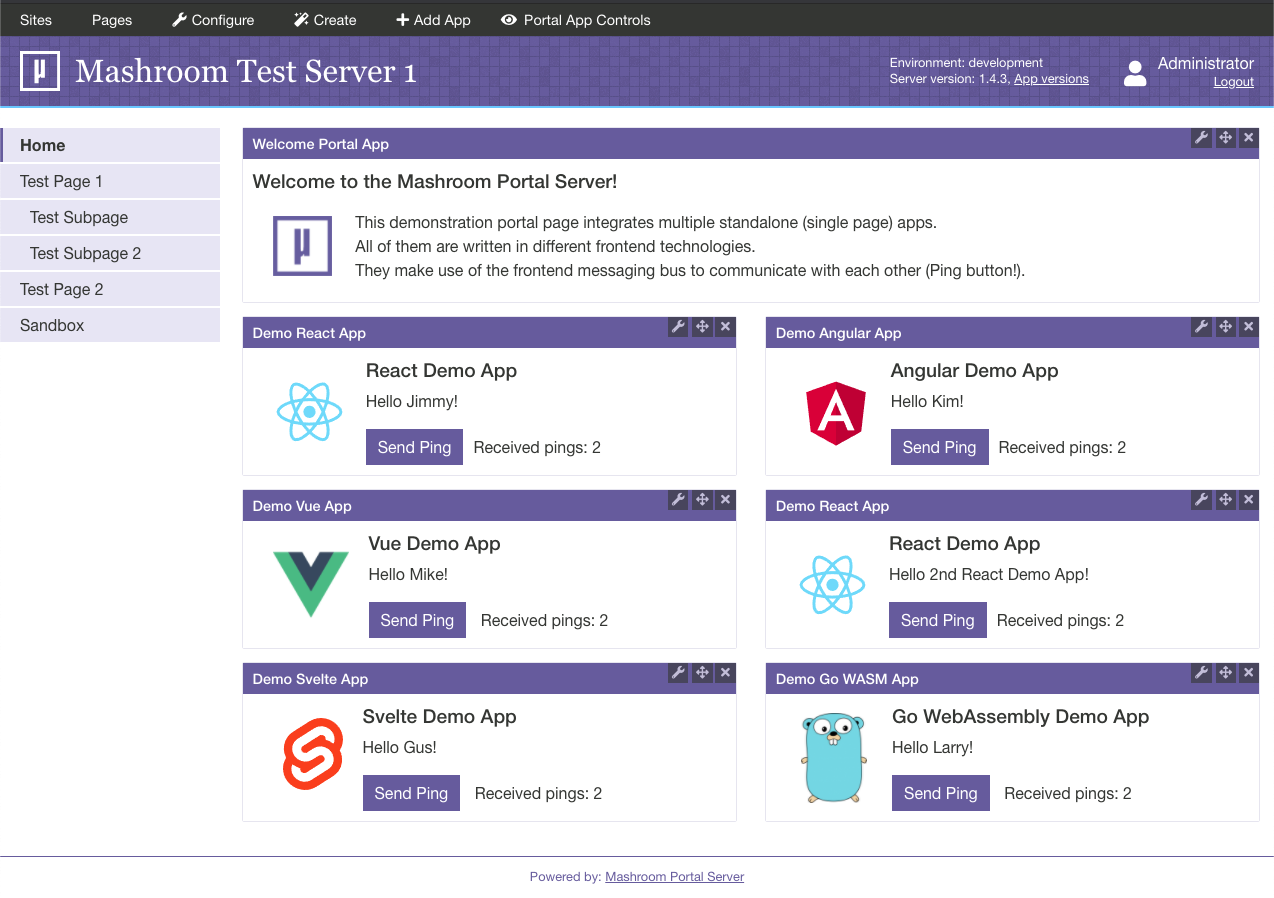 Sites Pages Configure Create Add App Portal App Controls
Mashroom Test Server 1
Environment: development
Server version: 1.4.3, App versions
Administrator
Logout
Home
Test Page 1
Test Subpage
Test Subpage 2
Test Page 2
Sandbox
Welcome Portal App
Welcome to the Mashroom Portal Server!
This demonstration portal page integrates multiple standalone (single page) apps.
All of them are written in different frontend technologies.
They make use of the frontend messaging bus to communicate with each other (Ping button!).
Demo React App
React Demo App
Hello Jimmy!
Send Ping Received pings: 2
Demo Angular App
Angular Demo App
Hello Kim!
Send Ping Received pings: 2
Demo Vue App
Vue Demo App
Hello Mike!
Send Ping Received pings: 2
Demo React App
React Demo App
Hello 2nd React Demo App!
Send Ping Received pings: 2
Demo Svelte App
Svelte Demo App
Hello Gus!
Send Ping Received pings: 2
Demo Go WASM App
Go WebAssembly Demo App
Hello Larry!
Send Ping Received pings: 2
Powered by: Mashroom Portal Server